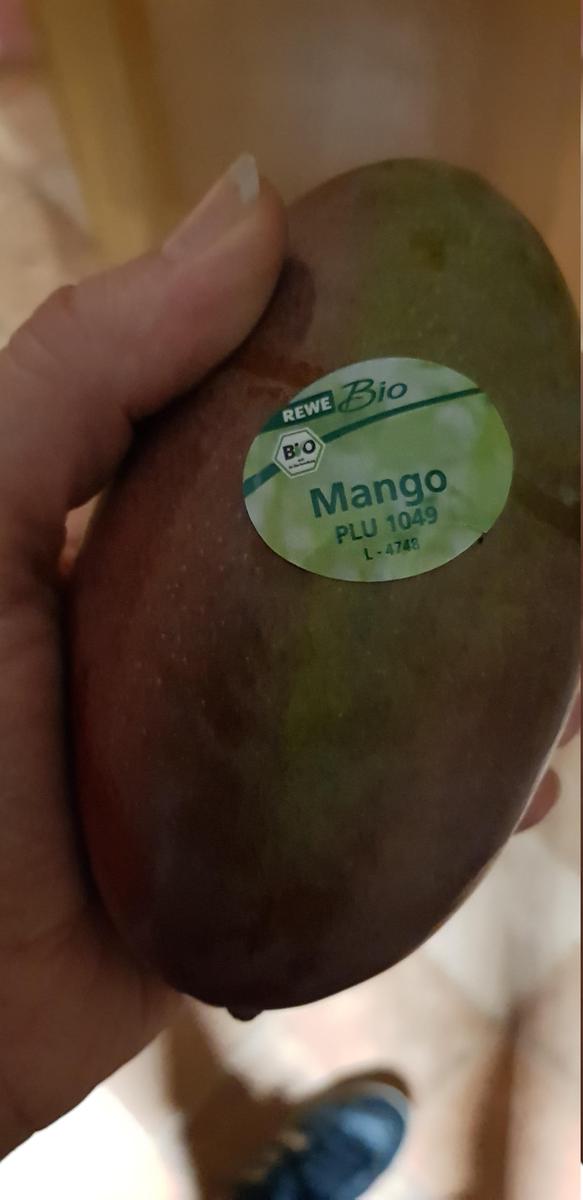 REWE Bio
BiO
Mango
PLU 1049
L - 4748